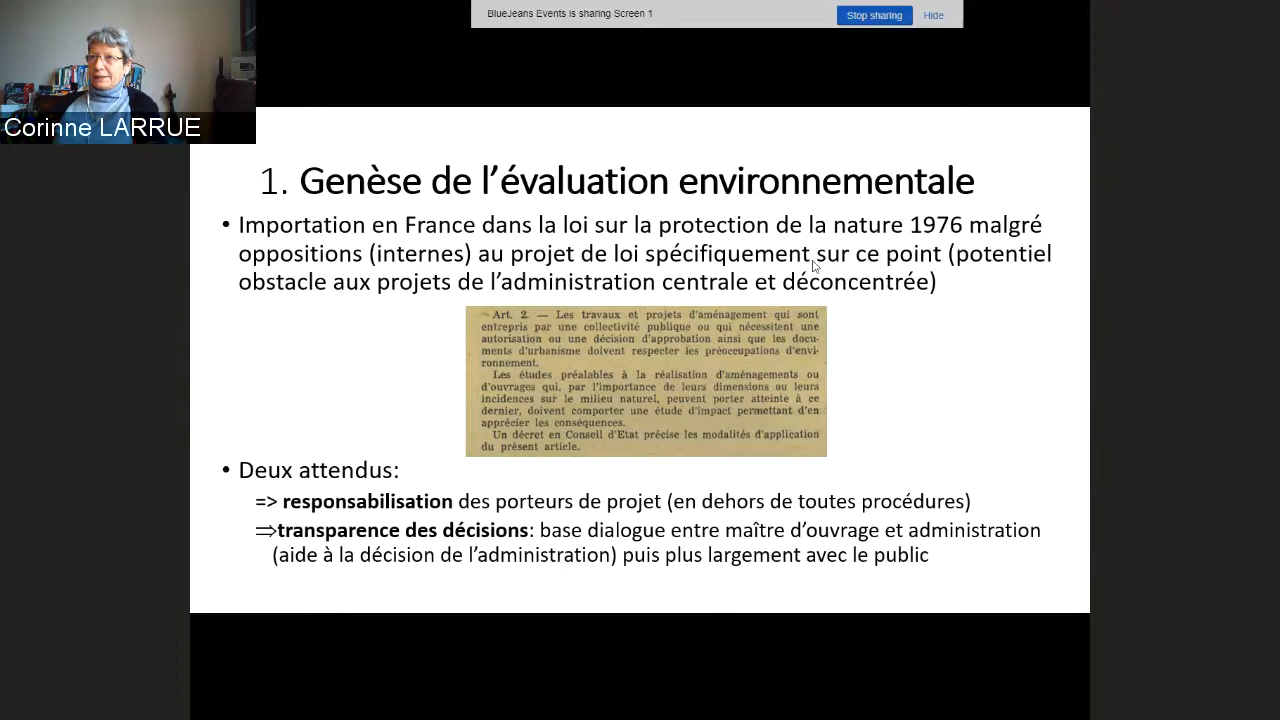 BlueJeans Events is sharing Screen 1
Stop sharing
Hide
Corinne LARRUE
1. Genèse de l’évaluation environnementale
• Importation en France dans la loi sur la protection de la nature 1976 malgré
oppositions (internes) au projet de loi spécifiquement sur ce point (potentiel
obstacle aux projets de l’administration centrale et déconcentrée)
Art. 2. — Les travaux et projets d’aménagement qui sont
entrepris par une collectivité publique ou qui nécessitent une
autorisation ou une décision d’approbation ainsi que les docu-
ments d’urbanisme doivent respecter les préoccupations d’envi-
ronnement.
Les études préalables à la réalisation d’aménagements ou
d’ouvrages qui, par l’importance de leurs dimensions ou leurs
incidences sur le milieu naturel, peuvent porter atteinte à ce
dernier, doivent comporter une étude d’impact permettant d’en
apprécier les conséquences.
Un décret en Conseil d’Etat précise les modalités d’application
du présent article.
• Deux attendus:
=> responsabilisation des porteurs de projet (en dehors de toutes procédures)
⇒transparence des décisions: base dialogue entre maître d’ouvrage et administration
(aide à la décision de l’administration) puis plus largement avec le public